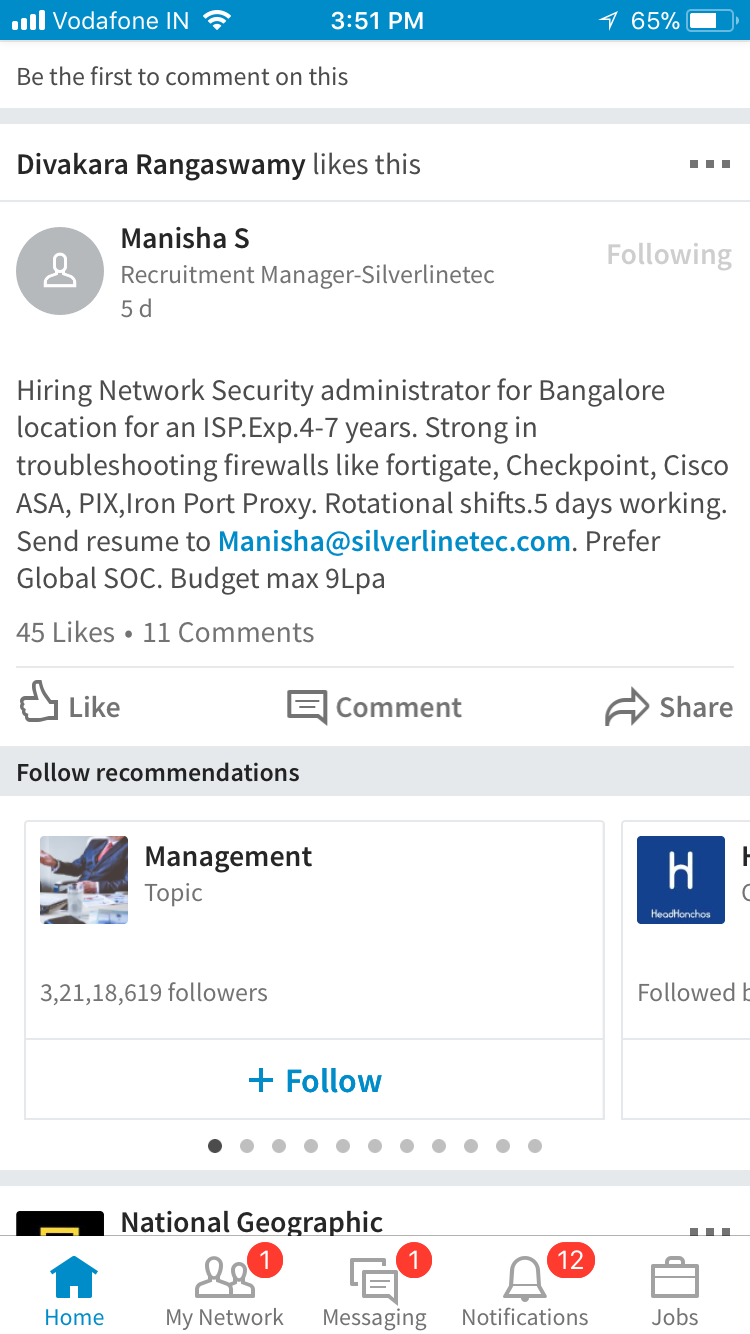 Vodafone IN 3:51 PM 65%
Be the first to comment on this
Divakara Rangaswamy likes this
Manisha S
Following
Recruitment Manager-Silverlinetec
5 d
Hiring Network Security administrator for Bangalore
location for an ISP.Exp.4-7 years. Strong in
troubleshooting firewalls like fortigate, Checkpoint, Cisco
ASA, PIX,Iron Port Proxy. Rotational shifts.5 days working.
Send resume to Manisha@silverlinetec.com. Prefer
Global SOC. Budget max 9Lpa
45 Likes • 11 Comments
Like Comment Share
Follow recommendations
Management
Topic
3,21,18,619 followers
+ Follow
H
HeadHonchos
Followed
National Geographic
1 1 12
Home My Network Messaging Notifications Jobs